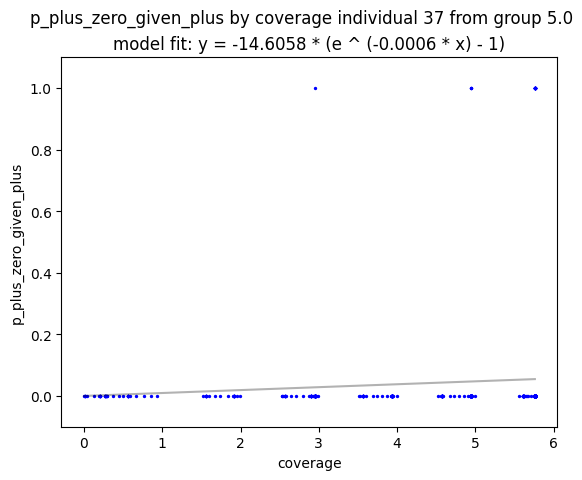 p_plus_zero_given_plus by coverage individual 37 from group 5.0
model fit: y = -14.6058 * (e ^ (-0.0006 * x) - 1)
1.0
0.8
0.6
0.4
0.2
0.0
p_plus_zero_given_plus
0 1 2 3 4 5 6
coverage